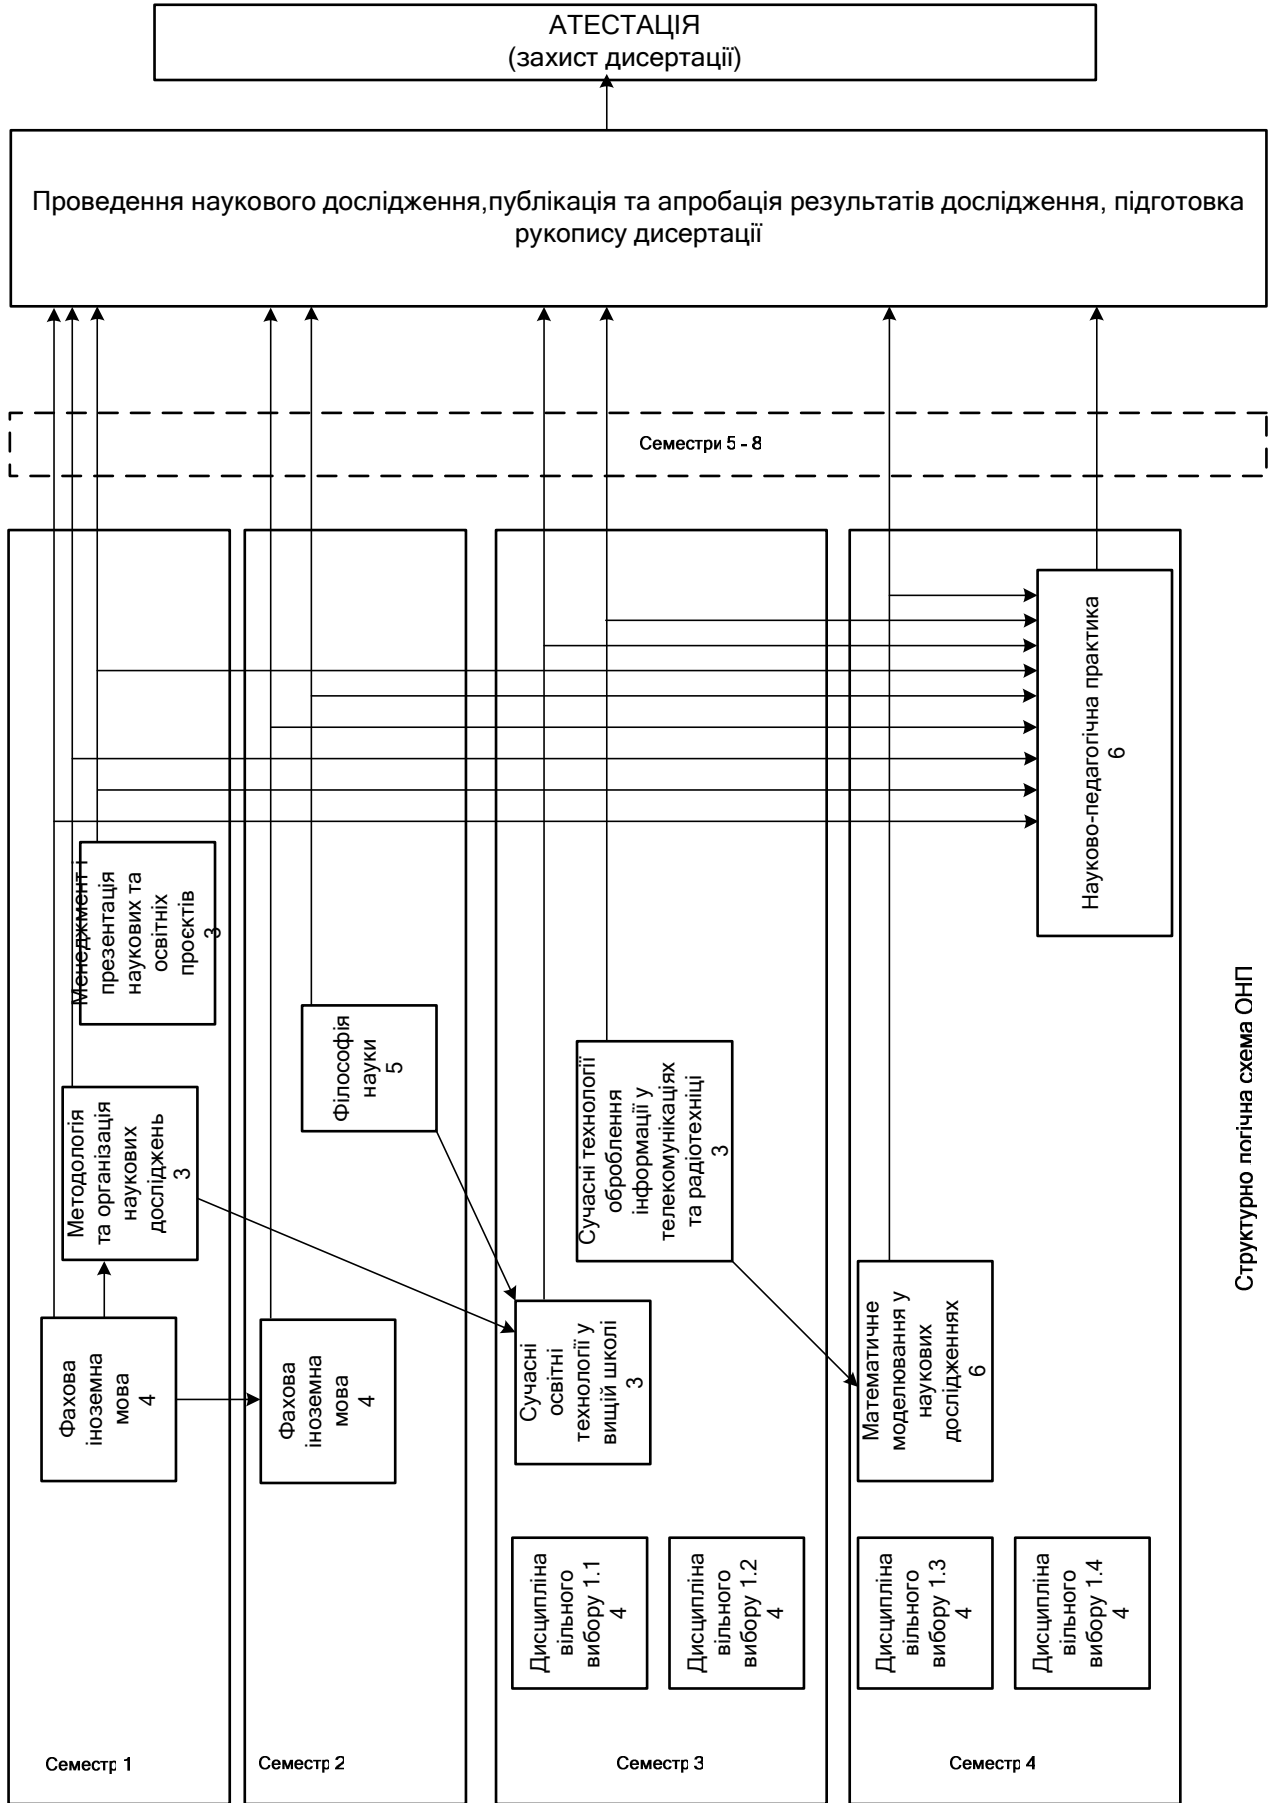 АТЕСТАЦІЯ
(захист дисертації)
Проведення наукового дослідження,публікація та апробація результатів дослідження, підготовка
рукопису дисертації
Семестри 5 - 8
Менеджмент і
презентація
наукових та
освітніх
проєктів
3
Методологія
та організація
наукових
досліджень
3
Фахова
іноземна
мова
4
Семестр 1
Філософія
науки
5
Фахова
іноземна
мова
4
Семестр 2
Сучасні технології
оброблення
інформації у
телекомунікаціях
та радіотехніці
3
Сучасні
освітні
технології у
вищій школі
3
Дисципліна
вільного
вибору 1.1
4
Дисципліна
вільного
вибору 1.2
4
Семестр 3
Науково-педагогічна практика
6
Математичне
моделювання у
наукових
дослідженнях
6
Дисципліна
вільного
вибору 1.3
4
Дисципліна
вільного
вибору 1.4
4
Семестр 4
Структурно логічна схема ОНП